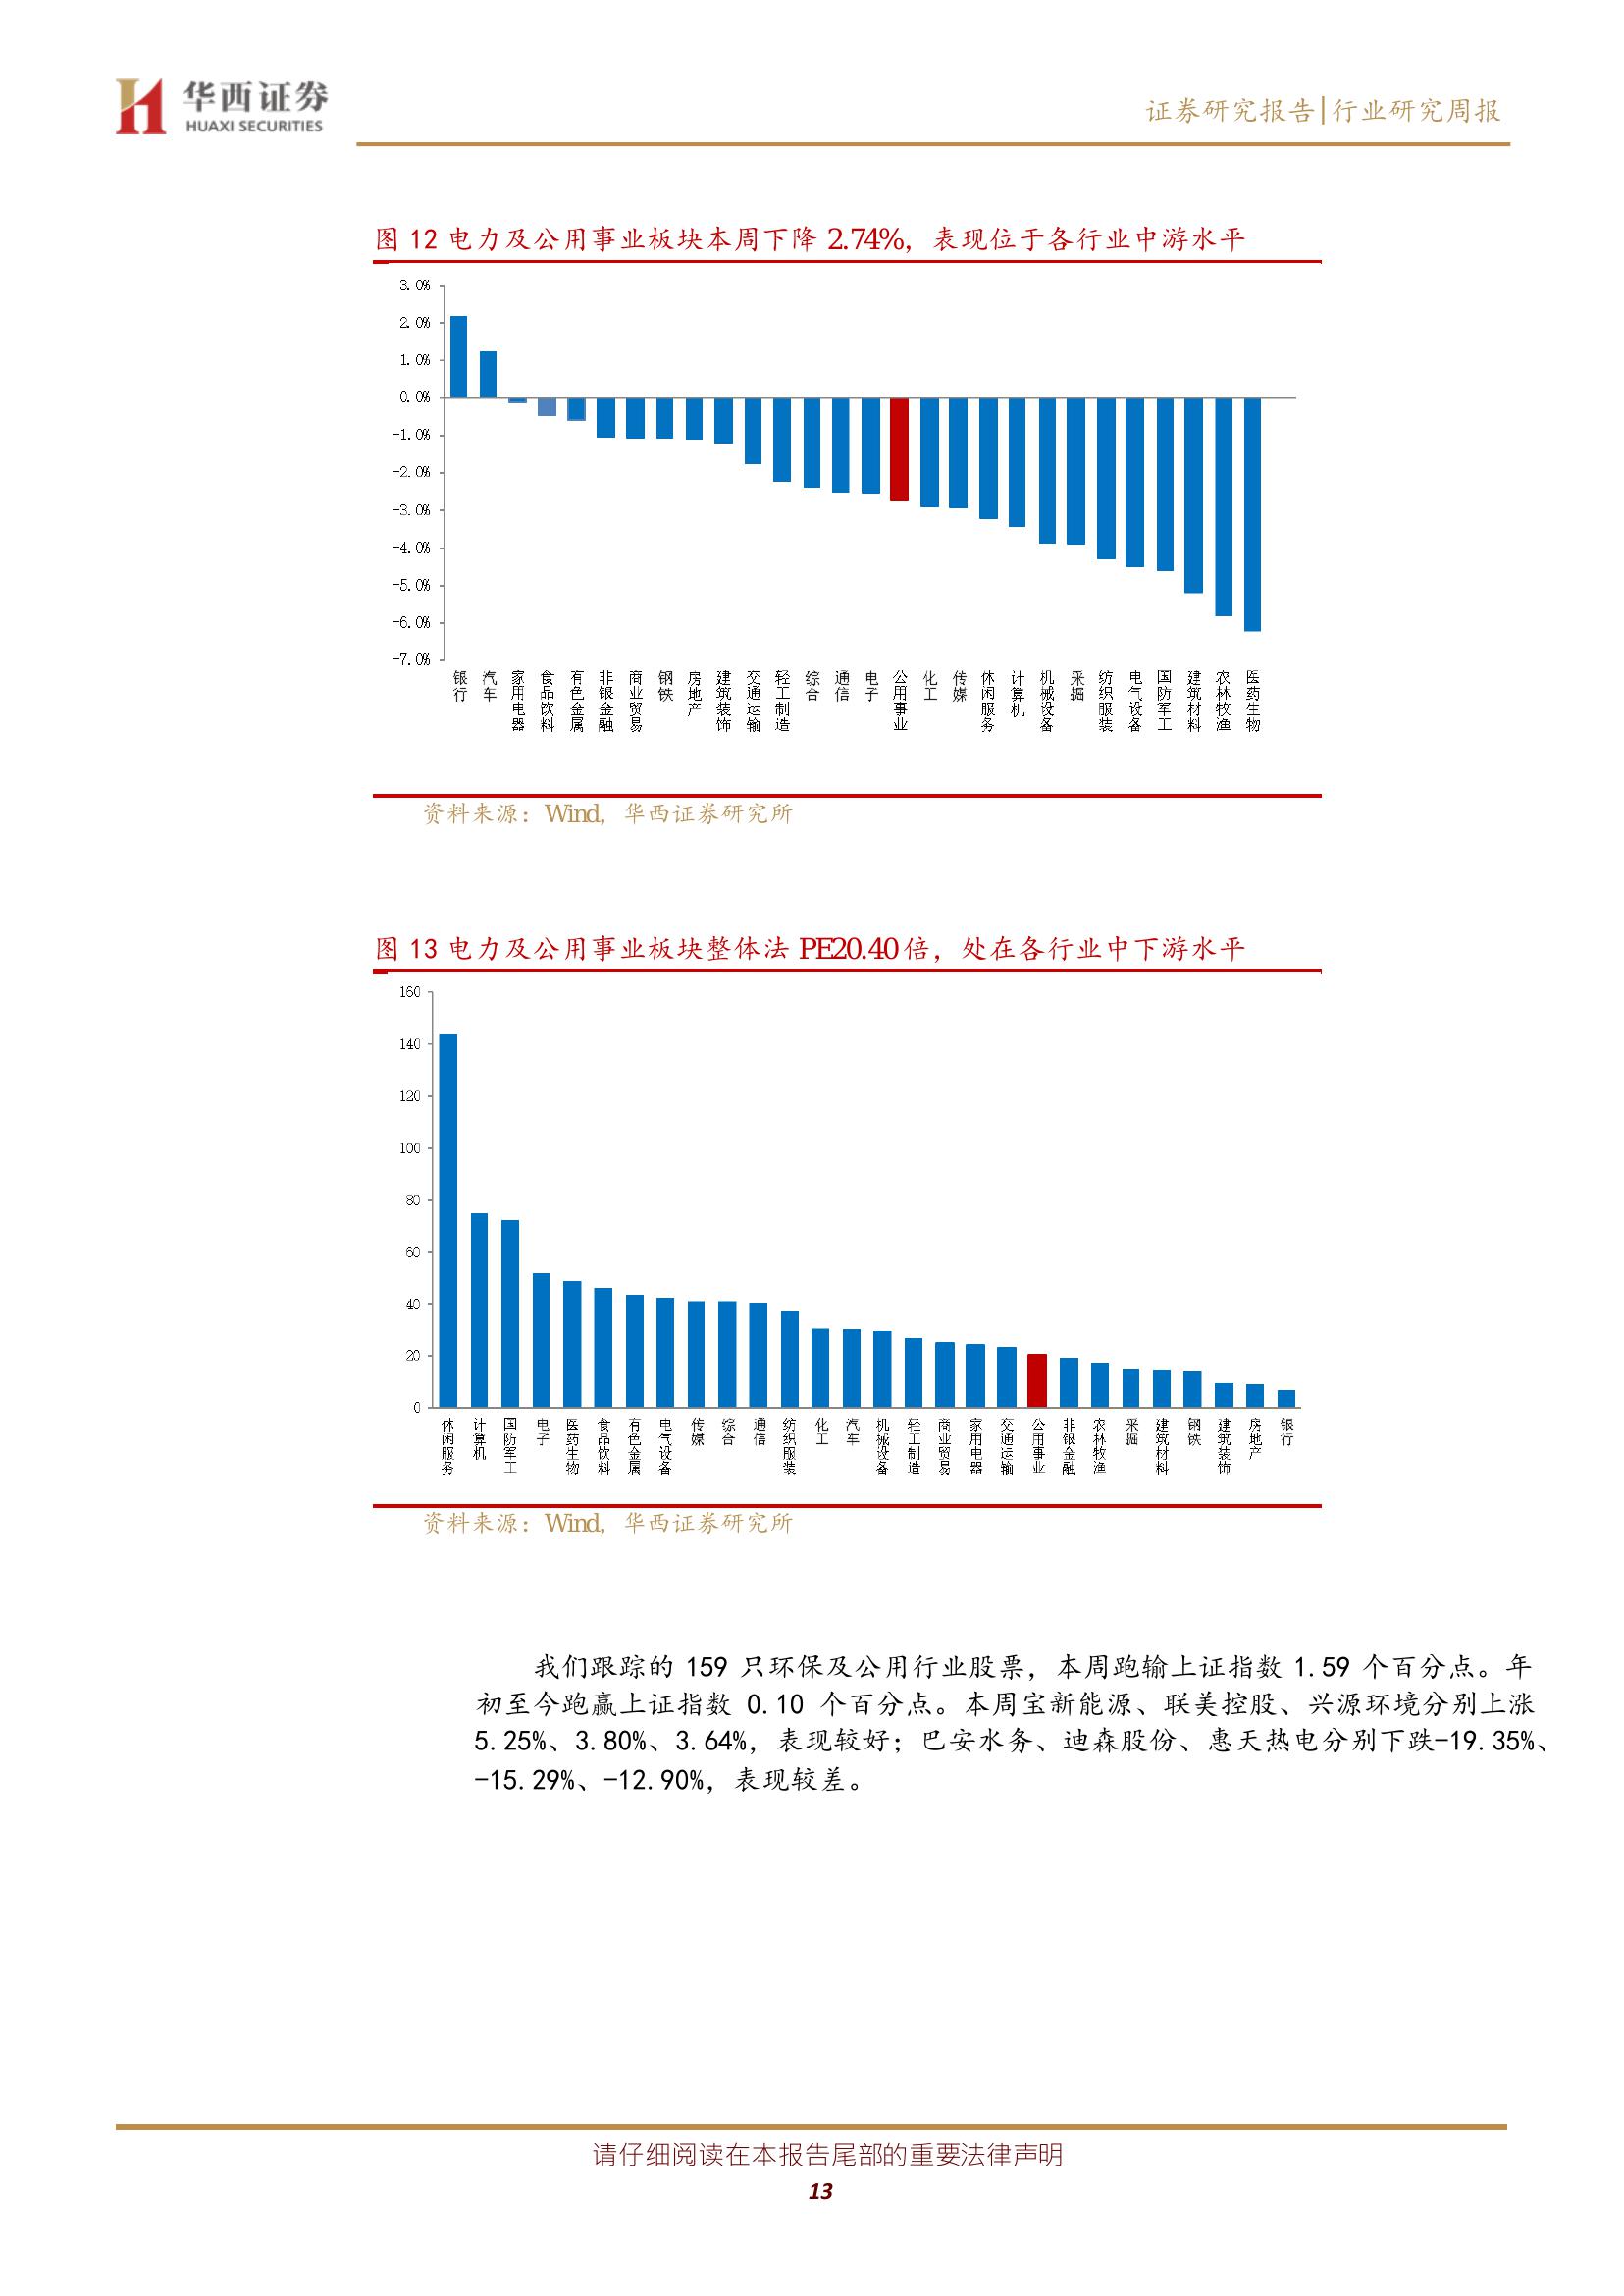 华西证券
HUAXI SECURITIES
证券研究报告|行业研究周报
图 12 电力及公用事业板块本周下降 2.74%，表现位于各行业中游水平
3.0%
2.0%
1.0%
0.0%
-1.0%
-2.0%
-3.0%
-4.0%
-5.0%
-6.0%
-7.0%
银行
汽车
家用电器
食品饮料
有色金属
非银金融
商业贸易
钢铁
房地产
建筑装饰
交通运输
轻工制造
综合
通信
电子
公用事业
化工
传媒
休闲服务
计算机
机械设备
采掘
纺织服装
电气设备
国防军工
建筑材料
农林牧渔
医药生物
资料来源：Wind，华西证券研究所
图 13 电力及公用事业板块整体法 PE20.40 倍，处在各行业中下游水平
160
140
120
100
80
60
40
20
0
休闲服务
计算机
国防军工
电子
医药生物
食品饮料
有色金属
电气设备
传媒
综合
通信
纺织服装
化工
汽车
机械设备
轻工制造
商业贸易
家用电器
交通运输
公用事业
非银金融
农林牧渔
采掘
建筑材料
钢铁
建筑装饰
房地产
银行
资料来源：Wind，华西证券研究所
我们跟踪的 159 只环保及公用行业股票，本周跑输上证指数 1.59 个百分点。年
初至今跑赢上证指数 0.10 个百分点。本周宝新能源、联美控股、兴源环境分别上涨
5.25%、3.80%、3.64%，表现较好；巴安水务、迪森股份、惠天热电分别下跌-19.35%、
-15.29%、-12.90%，表现较差。
请仔细阅读在本报告尾部的重要法律声明
13